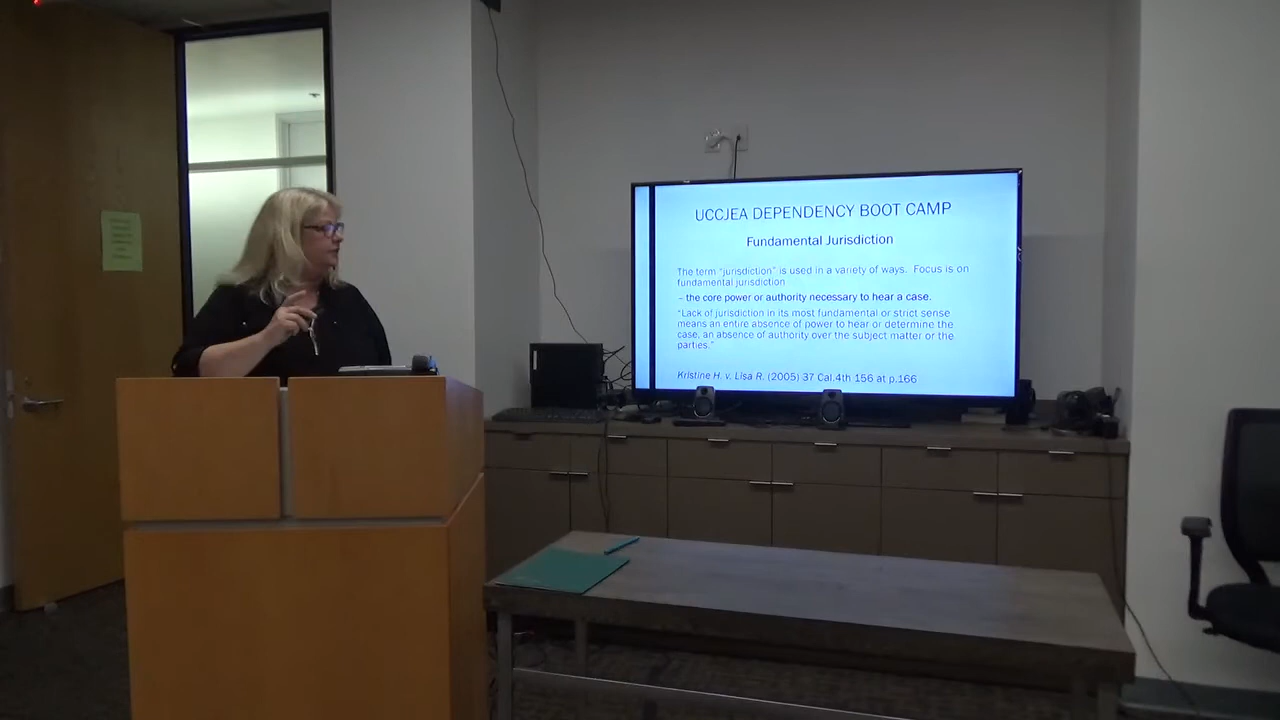 UCCJEA DEPENDENCY BOOT CAMP
Fundamental Jurisdiction
The term "jurisdiction" is used in a variety of ways. Focus is on
fundamental jurisdiction
– the core power or authority necessary to hear a case.
"Lack of jurisdiction in its most fundamental or strict sense
means an entire absence of power to hear or determine the
case, an absence of authority over the subject matter or the
parties."
Kristine H. v. Lisa R. (2005) 37 Cal.4th 156 at p.166